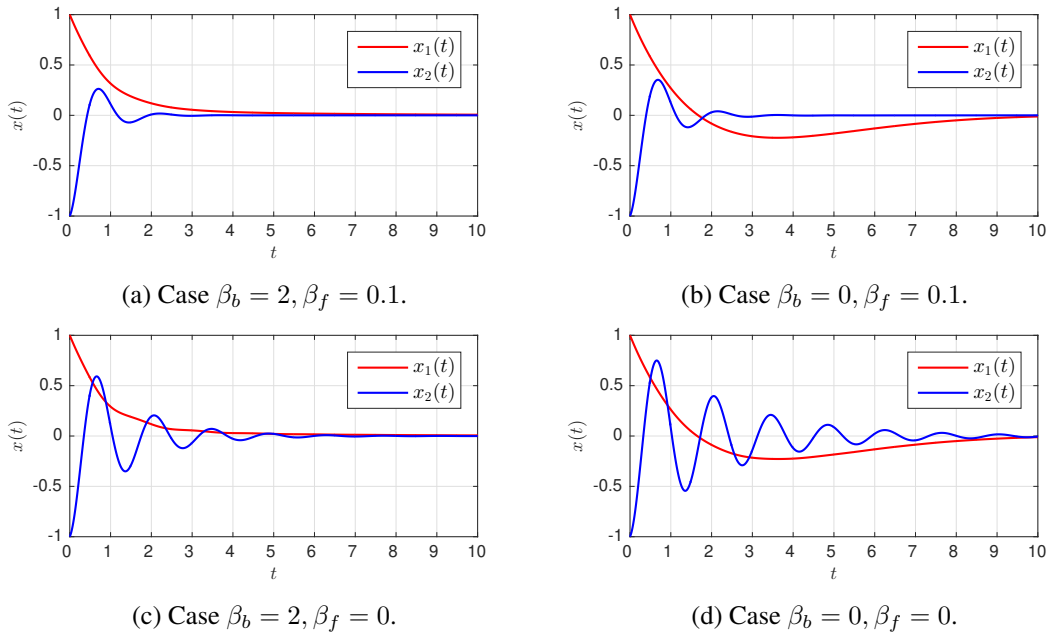 1
0.5
0
-0.5
-1
x(t)
x₁(t)
x₂(t)
0 1 2 3 4 5 6 7 8 9 10
t
(a) Case β_b = 2, β_f = 0.1.
1
0.5
0
-0.5
-1
x(t)
x₁(t)
x₂(t)
0 1 2 3 4 5 6 7 8 9 10
t
(b) Case β_b = 0, β_f = 0.1.
1
0.5
0
-0.5
-1
x(t)
x₁(t)
x₂(t)
0 1 2 3 4 5 6 7 8 9 10
t
(c) Case β_b = 2, β_f = 0.
1
0.5
0
-0.5
-1
x(t)
x₁(t)
x₂(t)
0 1 2 3 4 5 6 7 8 9 10
t
(d) Case β_b = 0, β_f = 0.